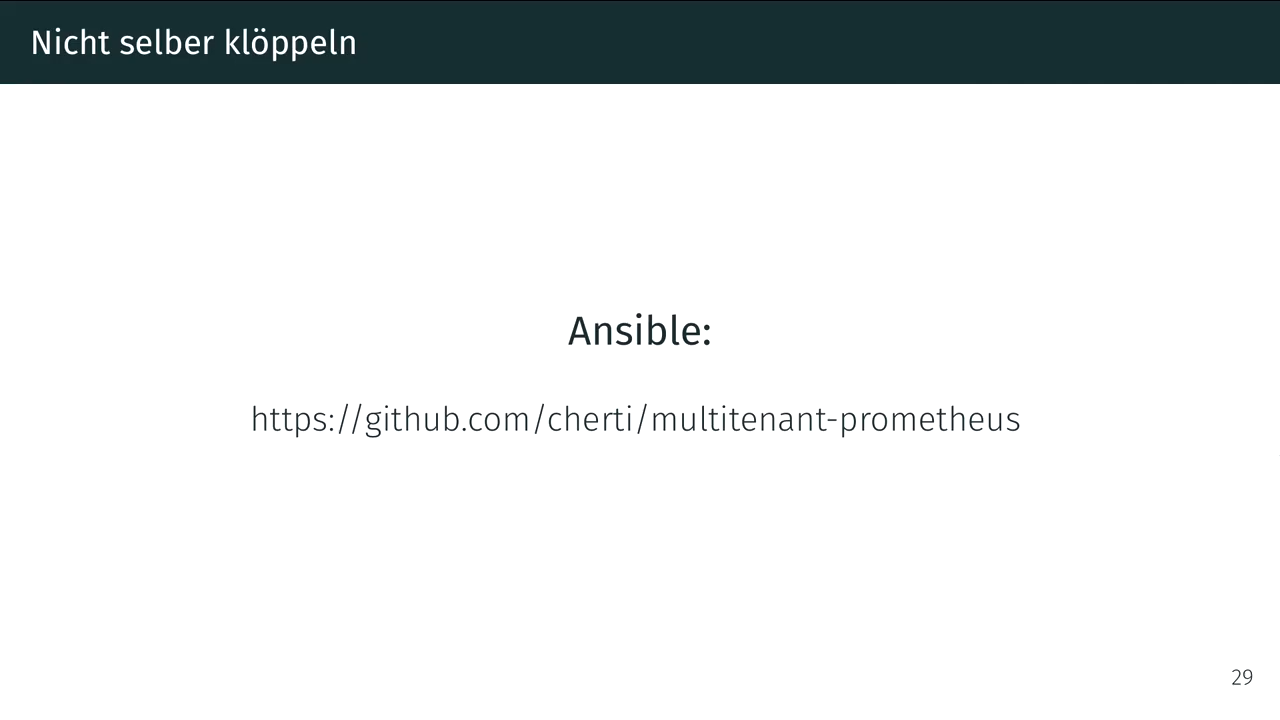 Nicht selber klöppeln
Ansible:
https://github.com/cherti/multitenant-prometheus
29